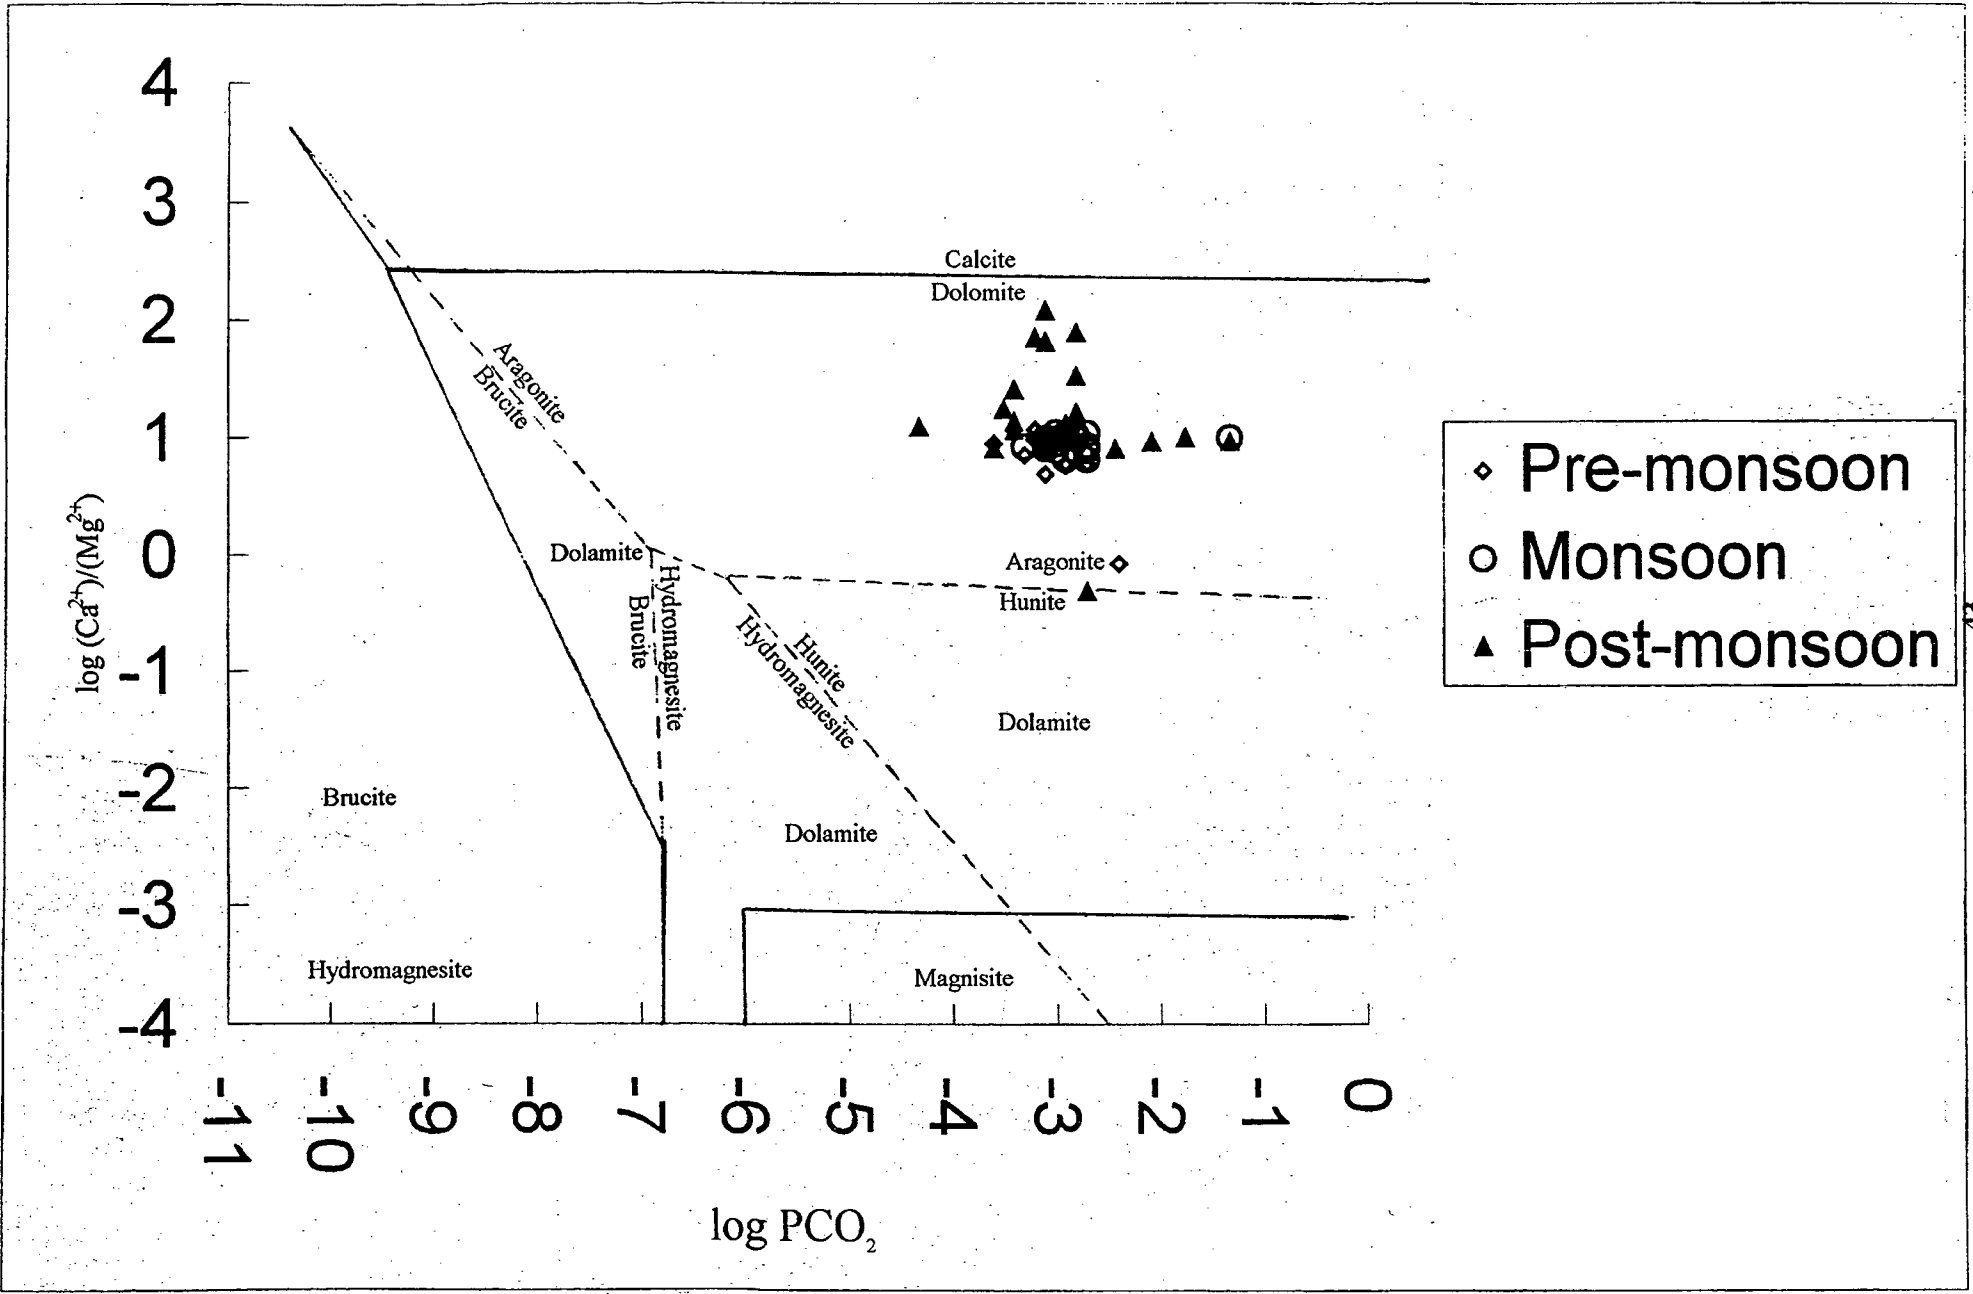 4
3
2
1
0
-1
-2
-3
-4
log (Ca²⁺)/(Mg²⁺)
Calcite
Dolomite
Aragonite
Brucite
Dolamite
Hydromagnesite
Brucite
Aragonite
Hunite
Hunite
Hydromagnesite
Dolamite
Brucite
Dolamite
Hydromagnesite
Magnisite
-11
-10
-9
-8
-7
-6
-5
-4
-3
-2
-1
0
log PCO₂
Pre-monsoon
Monsoon
Post-monsoon